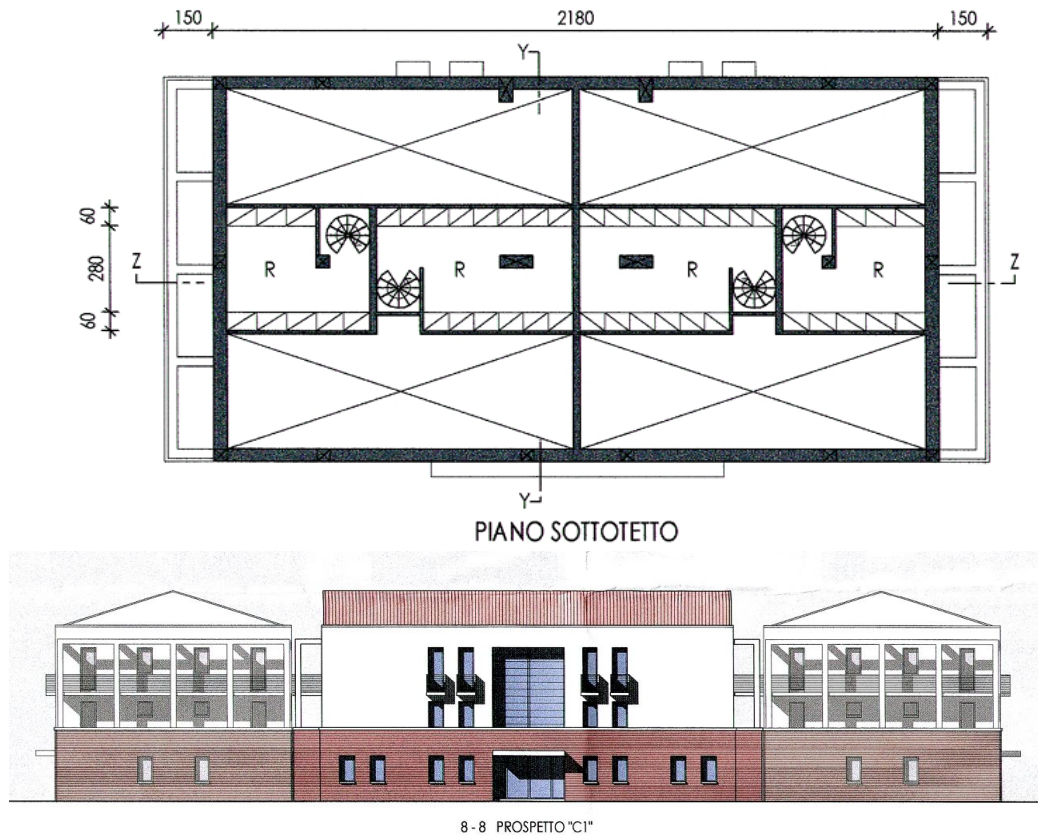 150 2180 150
Y
60
280
60
Z R R R R Z
Y
PIANO SOTTOTETTO
8 - 8 PROSPETTO "C1"